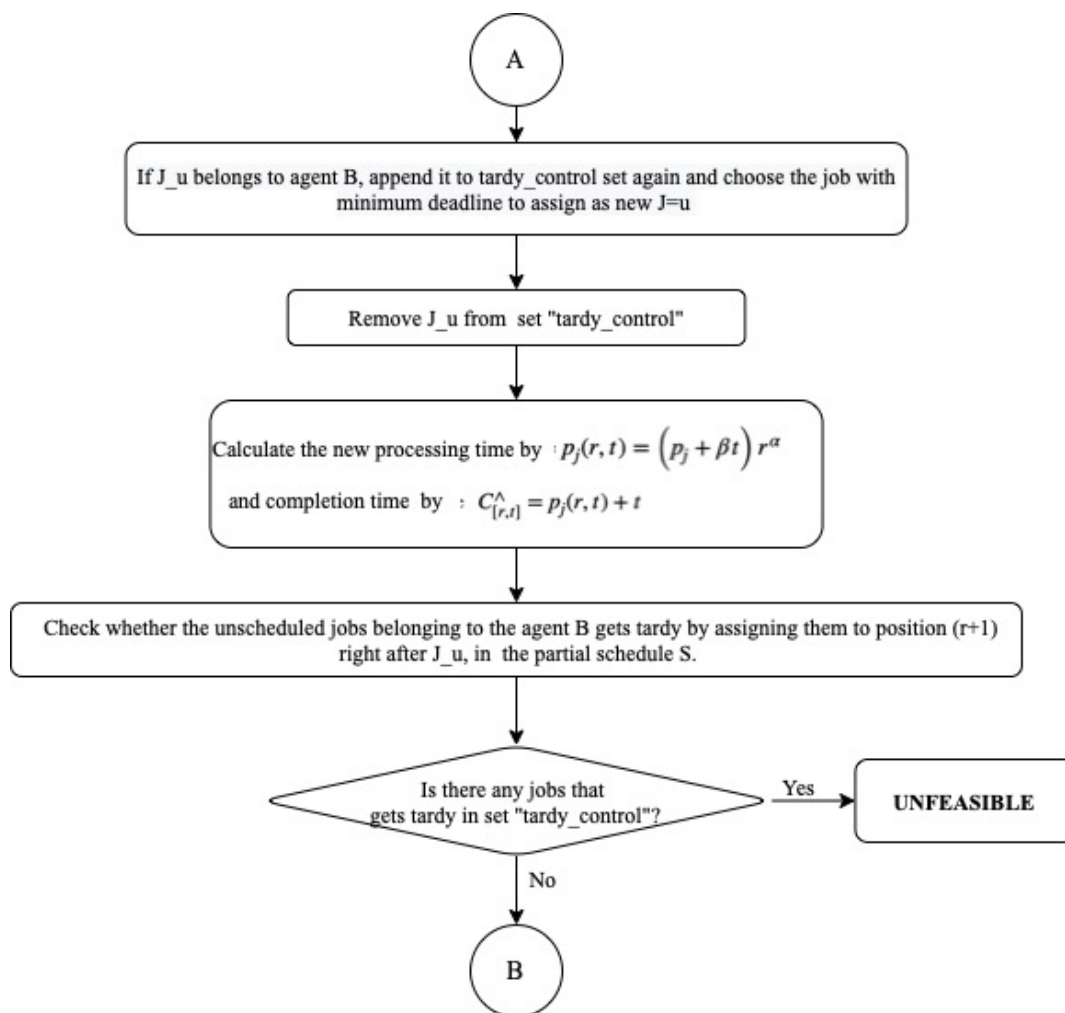 A
If J_u belongs to agent B, append it to tardy_control set again and choose the job with
minimum deadline to assign as new J=u
Remove J_u from set "tardy_control"
Calculate the new processing time by : p_j(r, t) = (p_j + βt) r^α
and completion time by : C^∧_[r,t] = p_j(r, t) + t
Check whether the unscheduled jobs belonging to the agent B gets tardy by assigning them to position (r+1)
right after J_u, in the partial schedule S.
Is there any jobs that
gets tardy in set "tardy_control"?
Yes
UNFEASIBLE
No
B